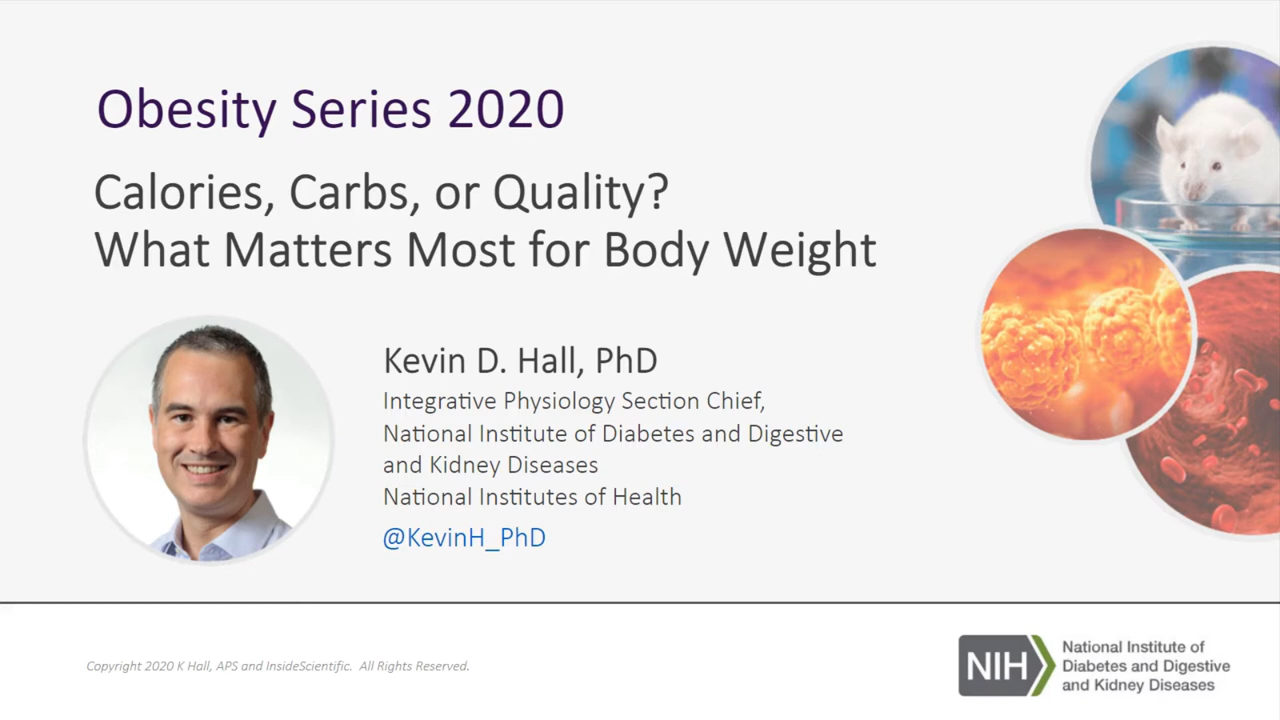 Obesity Series 2020
Calories, Carbs, or Quality?
What Matters Most for Body Weight
Kevin D. Hall, PhD
Integrative Physiology Section Chief,
National Institute of Diabetes and Digestive
and Kidney Diseases
National Institutes of Health
@KevinH_PhD
Copyright 2020 K Hall, APS and InsideScientific. All Rights Reserved.
NIH
National Institute of
Diabetes and Digestive
and Kidney Diseases